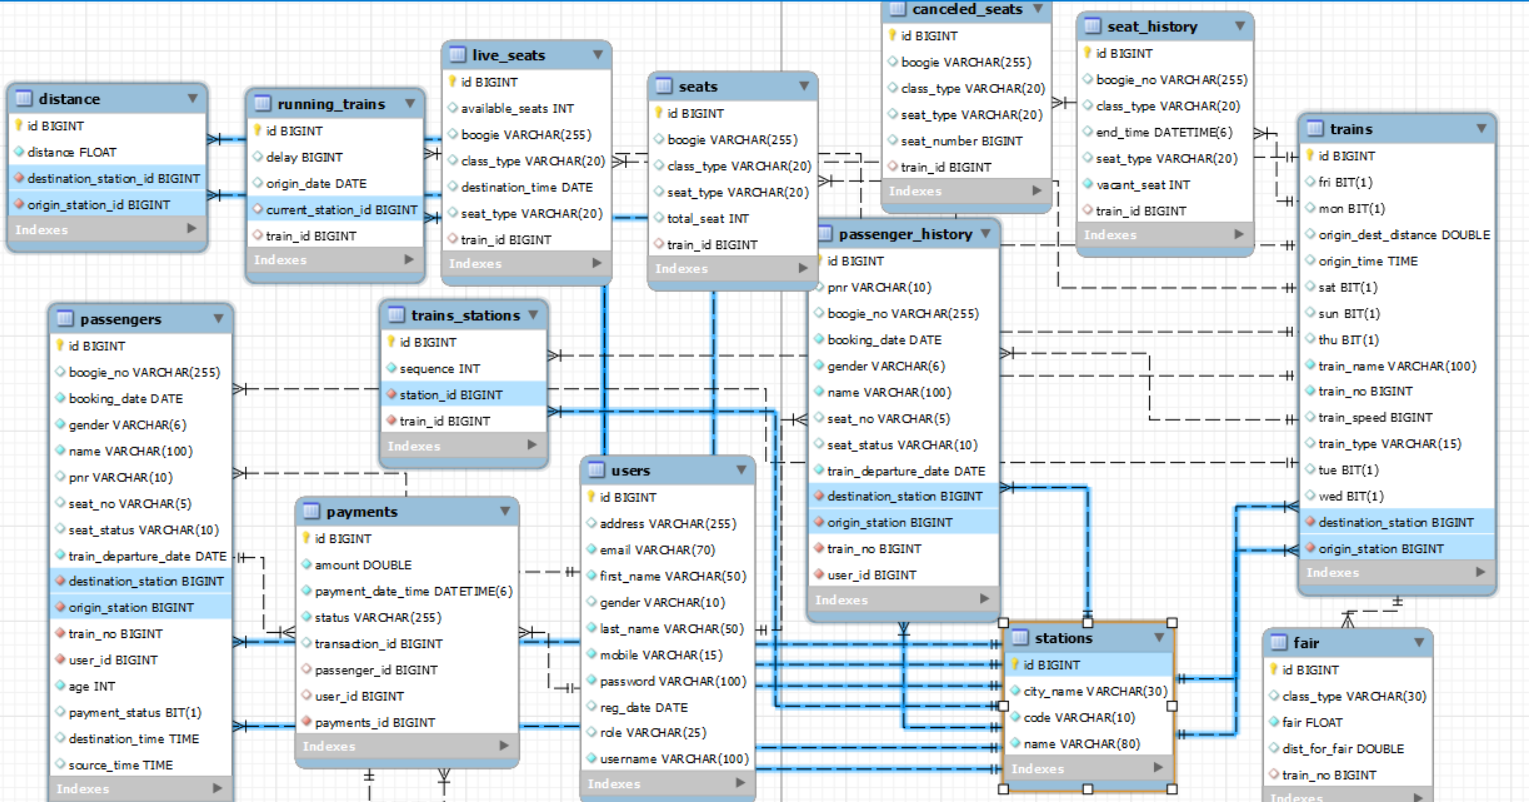 distance
id BIGINT
distance FLOAT
destination_station_id BIGINT
origin_station_id BIGINT
Indexes
running_trains
id BIGINT
delay BIGINT
origin_date DATE
current_station_id BIGINT
train_id BIGINT
Indexes
live_seats
id BIGINT
available_seats INT
boogie VARCHAR(255)
class_type VARCHAR(20)
destination_time DATE
seat_type VARCHAR(20)
train_id BIGINT
Indexes
seats
id BIGINT
boogie VARCHAR(255)
class_type VARCHAR(20)
seat_type VARCHAR(20)
total_seat INT
train_id BIGINT
Indexes
canceled_seats
id BIGINT
boogie VARCHAR(255)
class_type VARCHAR(20)
seat_type VARCHAR(20)
seat_number BIGINT
train_id BIGINT
Indexes
seat_history
id BIGINT
boogie_no VARCHAR(255)
class_type VARCHAR(20)
end_time DATETIME(6)
seat_type VARCHAR(20)
vacant_seat INT
train_id BIGINT
Indexes
trains
id BIGINT
fri BIT(1)
mon BIT(1)
origin_dest_distance DOUBLE
origin_time TIME
sat BIT(1)
sun BIT(1)
thu BIT(1)
train_name VARCHAR(100)
train_no BIGINT
train_speed BIGINT
train_type VARCHAR(15)
tue BIT(1)
wed BIT(1)
destination_station BIGINT
origin_station BIGINT
Indexes
passengers
id BIGINT
boogie_no VARCHAR(255)
booking_date DATE
gender VARCHAR(6)
name VARCHAR(100)
pnr VARCHAR(10)
seat_no VARCHAR(5)
seat_status VARCHAR(10)
train_departure_date DATE
destination_station BIGINT
origin_station BIGINT
train_no BIGINT
user_id BIGINT
age INT
payment_status BIT(1)
destination_time TIME
source_time TIME
Indexes
trains_stations
id BIGINT
sequence INT
station_id BIGINT
train_id BIGINT
Indexes
passenger_history
id BIGINT
pnr VARCHAR(10)
boogie_no VARCHAR(255)
booking_date DATE
gender VARCHAR(6)
name VARCHAR(100)
seat_no VARCHAR(5)
seat_status VARCHAR(10)
train_departure_date DATE
destination_station BIGINT
origin_station BIGINT
train_no BIGINT
user_id BIGINT
Indexes
payments
id BIGINT
amount DOUBLE
payment_date_time DATETIME(6)
status VARCHAR(255)
transaction_id BIGINT
passenger_id BIGINT
user_id BIGINT
payments_id BIGINT
Indexes
users
id BIGINT
address VARCHAR(255)
email VARCHAR(70)
first_name VARCHAR(50)
gender VARCHAR(10)
last_name VARCHAR(50)
mobile VARCHAR(15)
password VARCHAR(100)
reg_date DATE
role VARCHAR(25)
username VARCHAR(100)
Indexes
stations
id BIGINT
city_name VARCHAR(30)
code VARCHAR(10)
name VARCHAR(80)
Indexes
fair
id BIGINT
class_type VARCHAR(30)
fair FLOAT
dist_for_fair DOUBLE
train_no BIGINT
Indexes